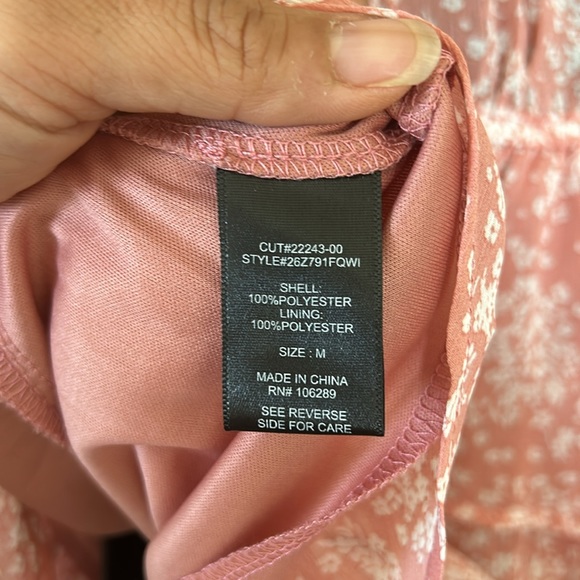 CUT#22243-00
STYLE#26Z791FQWI
SHELL:
100%POLYESTER
LINING:
100%POLYESTER
SIZE : M
MADE IN CHINA
RN# 106289
SEE REVERSE
SIDE FOR CARE